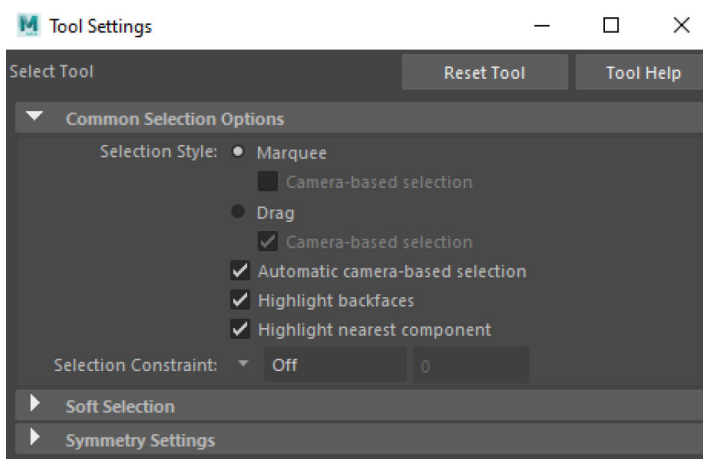 Tool Settings
Select Tool Reset Tool Tool Help
Common Selection Options
Selection Style: Marquee
Camera-based selection
Drag
Camera-based selection
Automatic camera-based selection
Highlight backfaces
Highlight nearest component
Selection Constraint: Off 0
Soft Selection
Symmetry Settings